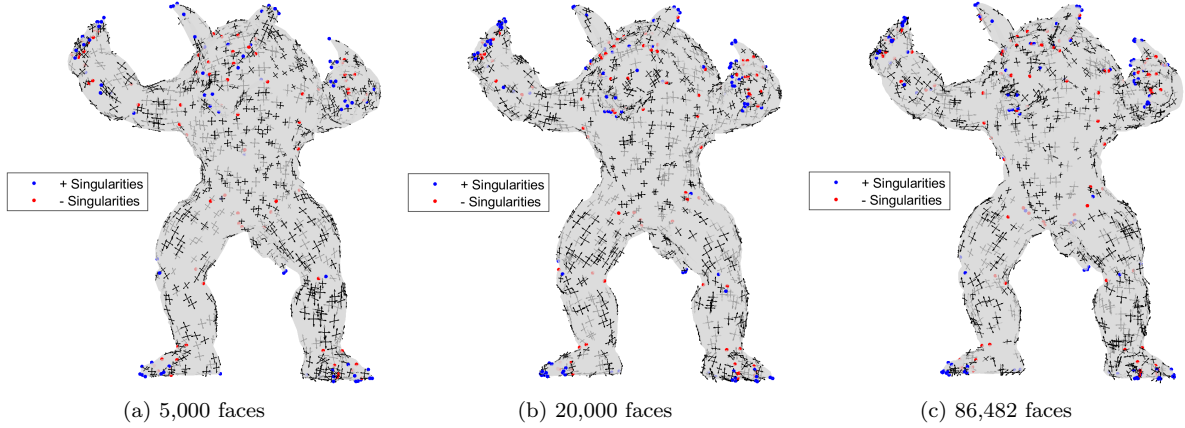 + Singularities
- Singularities
+ Singularities
- Singularities
+ Singularities
- Singularities
(a) 5,000 faces
(b) 20,000 faces
(c) 86,482 faces